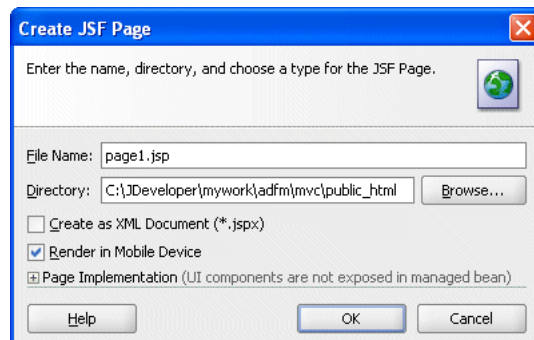 Create JSF Page
Enter the name, directory, and choose a type for the JSF Page.
File Name: page1.jsp
Directory: C:\JDeveloper\mywork\adfm\mvc\public_html Browse...
Create as XML Document (*.jspx)
Render in Mobile Device
Page Implementation (UI components are not exposed in managed bean)
Help OK Cancel